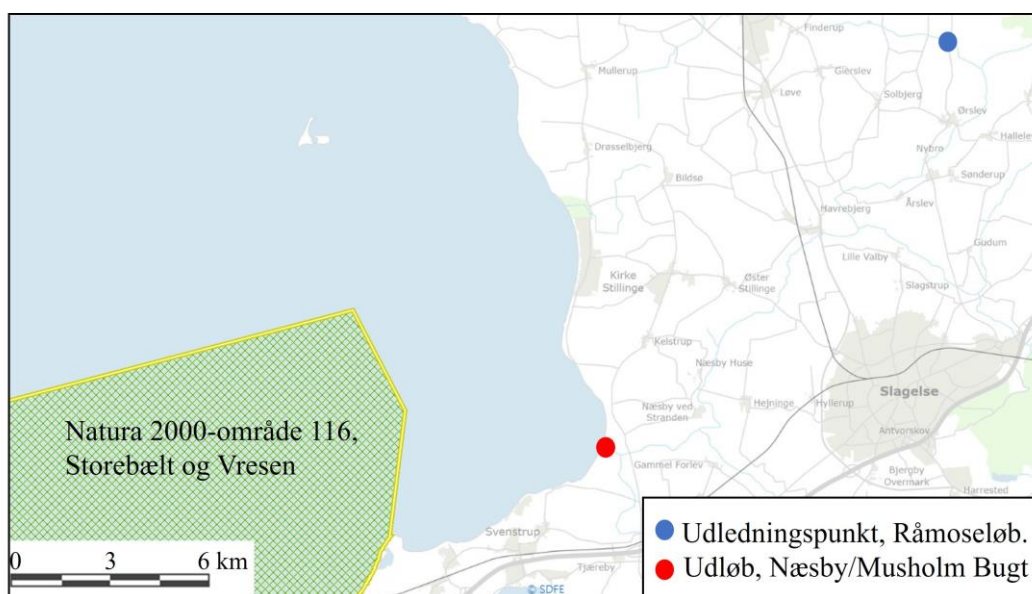 Finderup
Mullerup
Gierslev
Løve
Solbjerg
Ørslev
Nybro
Drøsselbjerg
Bildsø
Sønderup
Årslev
Havrebjerg
Gudum
Lille Valby
Kirke
Stillinge
Øster
Stillinge
Slagstrup
Kelstrup
Næsby Huse
Slagelse
Næsby ved
Stranden
Hejninge
Hyllerup
Antvorskov
Natura 2000-område 116,
Storebælt og Vresen
Gammel Forlev
Bjergby
Overmark
Harrested
Svenstrup
Tjæreby
© SDFE
0 3 6 km
Udledningspunkt, Råmoseløb.
Udløb, Næsby/Musholm Bugt